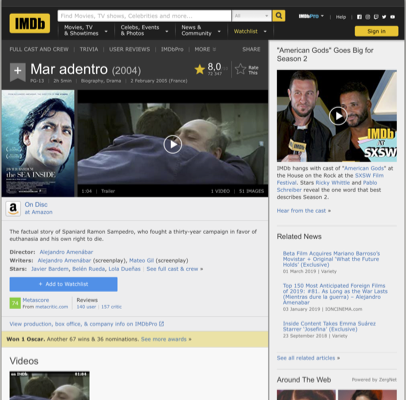 IMDb
Find Movies, TV shows, Celebrities and more...
All
IMDbPro
Help
Movies, TV
& Showtimes
Celebs, Events
& Photos
News &
Community
Watchlist
Sign in
FULL CAST AND CREW | TRIVIA | USER REVIEWS | IMDbPro | MORE
SHARE
Mar adentro (2004)
PG-13 | 2h 5min | Biography, Drama | 2 February 2005 (France)
8,0
Rate
This
JAVIER BARDEM
the SEA INSIDE
1:04 | Trailer
1 VIDEO | 51 IMAGES
On Disc
at Amazon
The factual story of Spaniard Ramon Sampedro, who fought a thirty-year campaign in favor of
euthanasia and his own right to die.
Director: Alejandro Amenábar
Writers: Alejandro Amenábar (screenplay), Mateo Gil (screenplay)
Stars: Javier Bardem, Belén Rueda, Lola Dueñas | See full cast & crew »
+ Add to Watchlist
74
Metascore
From metacritic.com
Reviews
140 user | 157 critic
View production, box office, & company info on IMDbPro
Won 1 Oscar. Another 67 wins & 36 nominations. See more awards »
Videos
"American Gods" Goes Big for
Season 2
IMDb
at
SXSW
IMDb hangs with cast of "American Gods" at
the House on the Rock at the SXSW Film
Festival. Stars Ricky Whittle and Pablo
Schreiber reveal the one word that best
describes Season 2.
Hear from the cast »
Related News
Beta Film Acquires Mariano Barroso's
Movistar + Original 'What the Future
Holds' (Exclusive)
01 March 2019 | Variety
Top 150 Most Anticipated Foreign Films
of 2019: #81. As Long as the War Lasts
(Mientras dure la guerra) – Alejandro
Amenabar
03 January 2019 | IONCINEMA.com
Inside Content Takes Emma Suárez
Starrer 'Josefina' (Exclusive)
23 September 2018 | Variety
See all related articles »
Around The Web | Powered by ZergNet